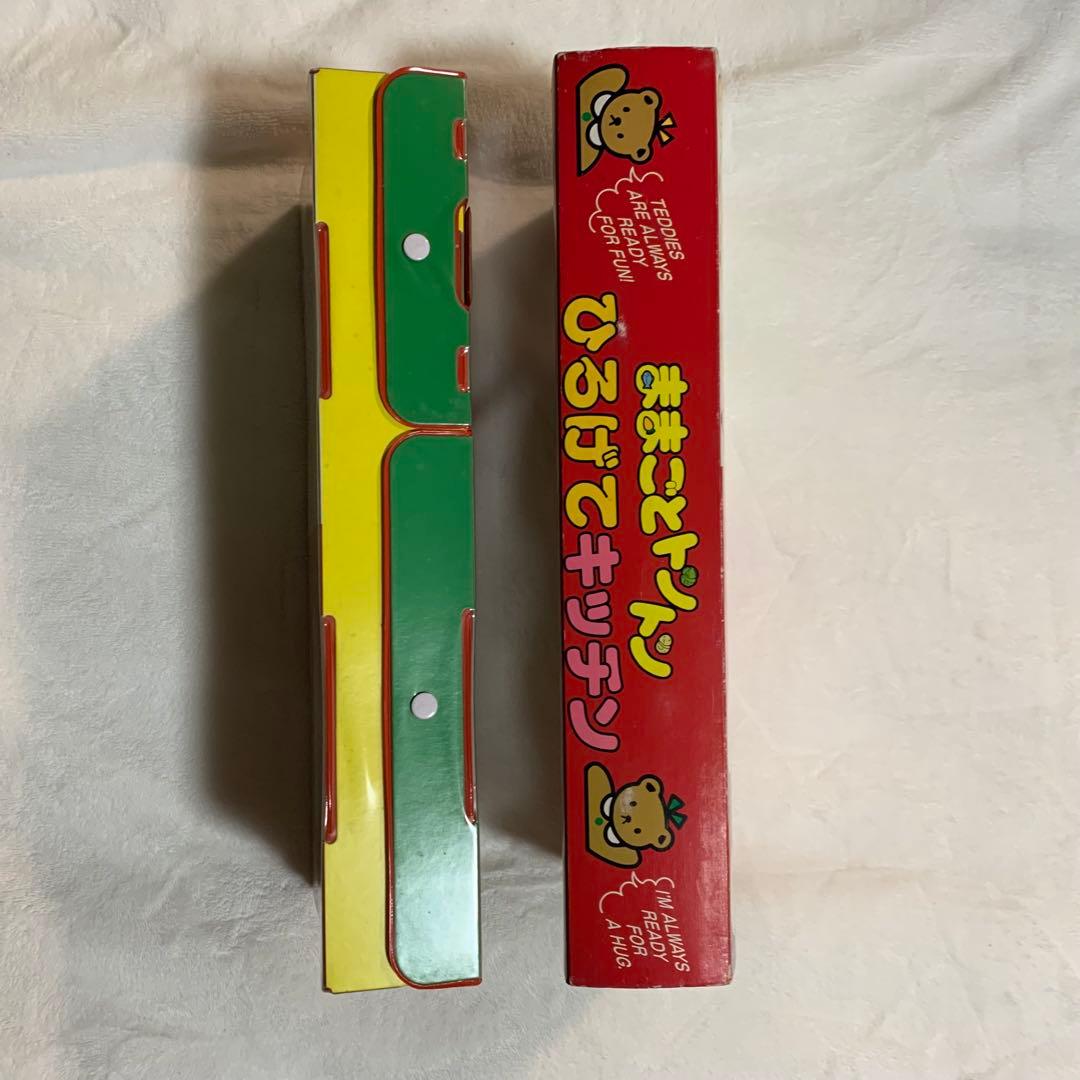 TEDDIES
ARE ALWAYS
READY
FOR FUN!
ままごとトントン
ひろげてキッチン
I'M ALWAYS
READY
FOR
A HUG.